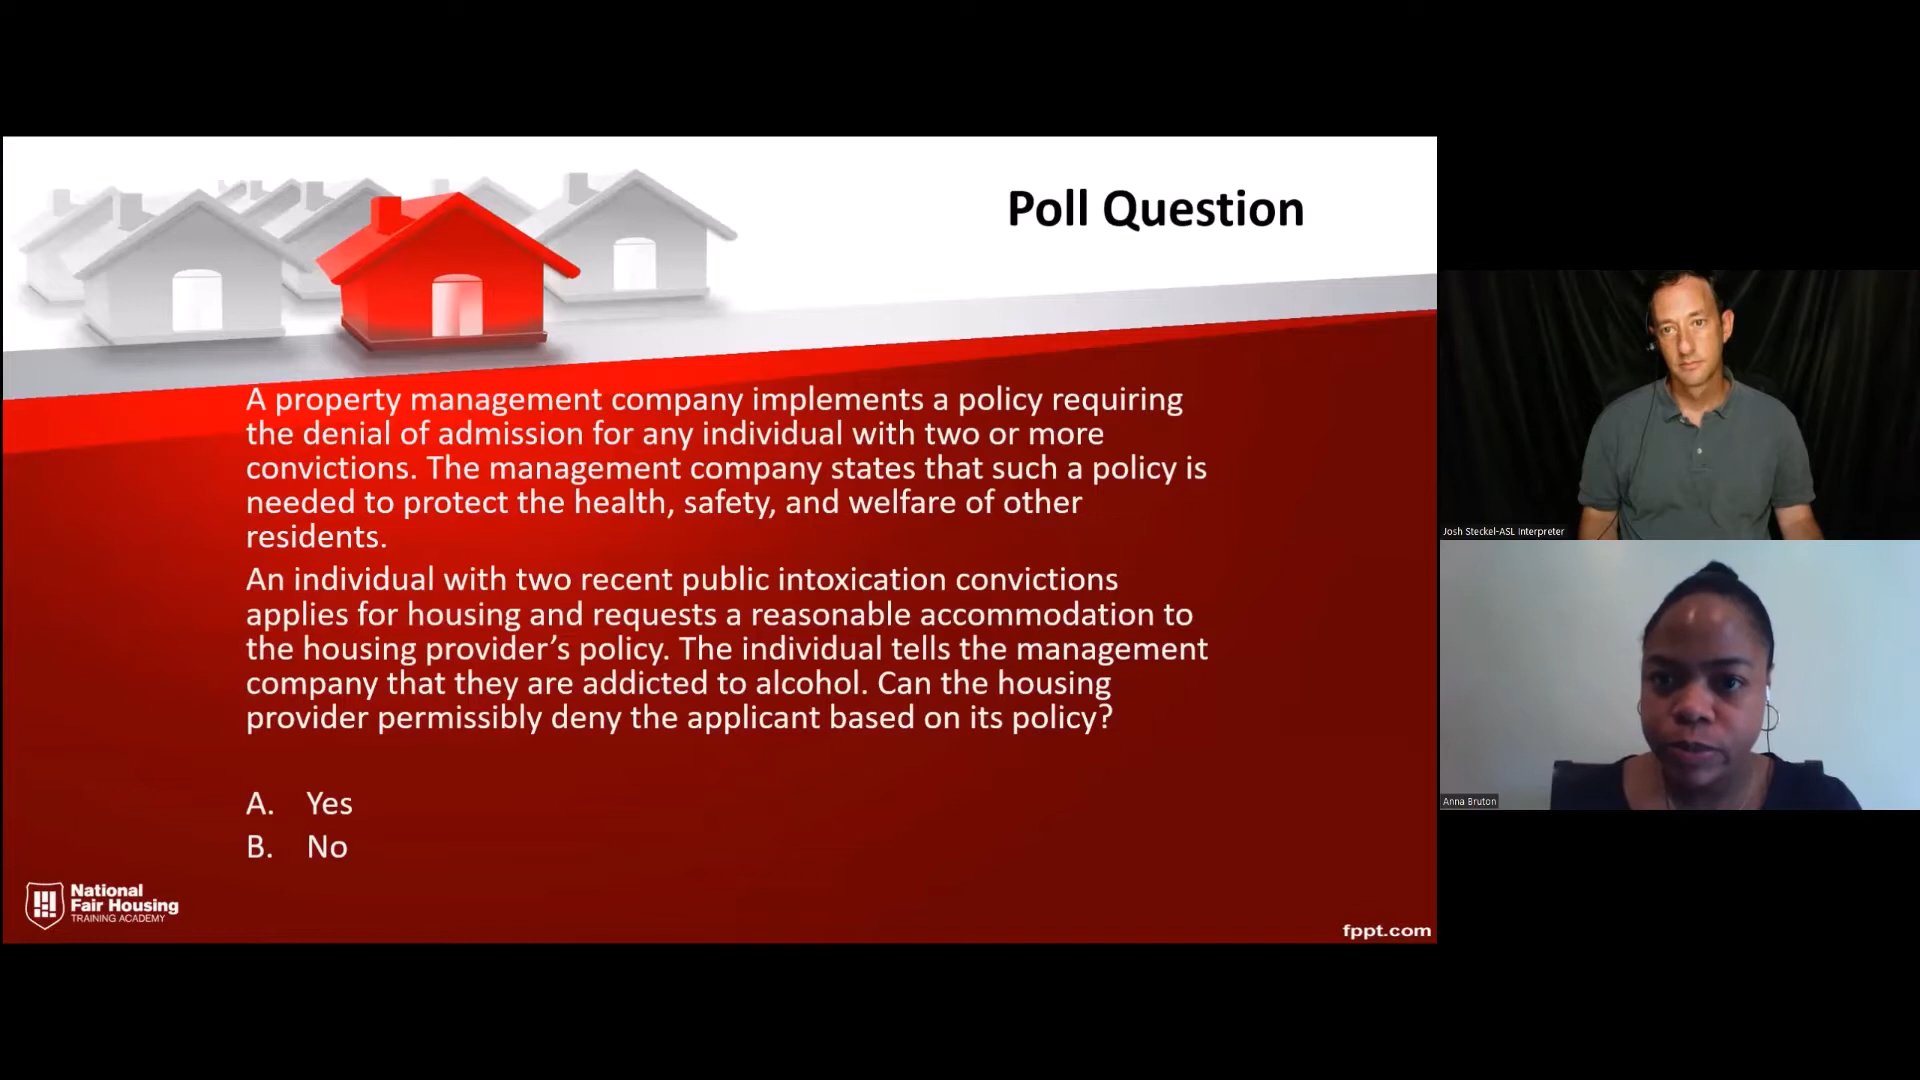 Poll Question
A property management company implements a policy requiring
the denial of admission for any individual with two or more
convictions. The management company states that such a policy is
needed to protect the health, safety, and welfare of other
residents.
An individual with two recent public intoxication convictions
applies for housing and requests a reasonable accommodation to
the housing provider’s policy. The individual tells the management
company that they are addicted to alcohol. Can the housing
provider permissibly deny the applicant based on its policy?
A. Yes
B. No
National
Fair Housing
TRAINING ACADEMY
fppt.com
Josh Steckel-ASL Interpreter
Anna Bruton